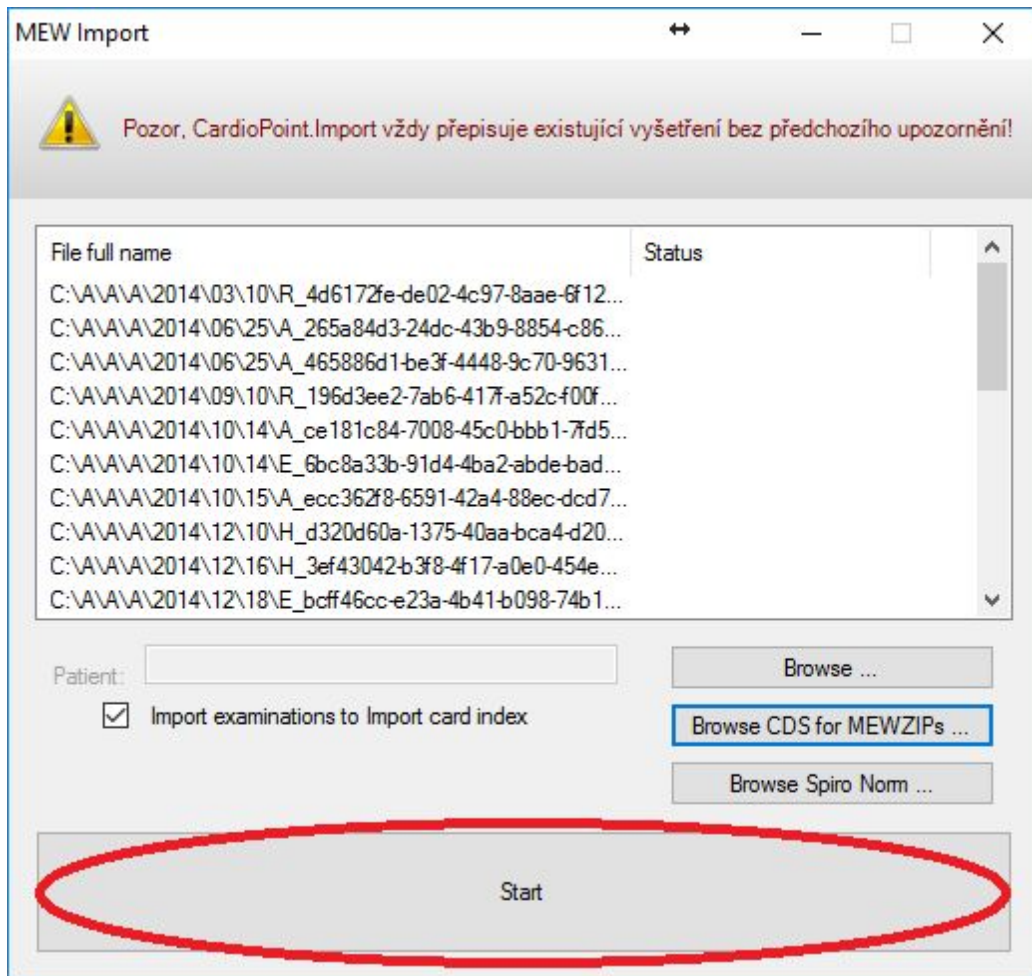 MEW Import
Pozor, CardioPoint.Import vždy přepisuje existující vyšetření bez předchozího upozornění!
File full name Status
C:\A\A\A\2014\03\10\R_4d6172fe-de02-4c97-8aae-6f12...
C:\A\A\A\2014\06\25\A_265a84d3-24dc-43b9-8854-c86...
C:\A\A\A\2014\06\25\A_465886d1-be3f-4448-9c70-9631...
C:\A\A\A\2014\09\10\R_196d3ee2-7ab6-417f-a52c-f00f...
C:\A\A\A\2014\10\14\A_ce181c84-7008-45c0-bbb1-7fd5...
C:\A\A\A\2014\10\14\E_6bc8a33b-91d4-4ba2-abde-bad...
C:\A\A\A\2014\10\15\A_ecc362f8-6591-42a4-88ec-dcd7...
C:\A\A\A\2014\12\10\H_d320d60a-1375-40aa-bca4-d20...
C:\A\A\A\2014\12\16\H_3ef43042-b3f8-4f17-a0e0-454e...
C:\A\A\A\2014\12\18\E_bcff46cc-e23a-4b41-b098-74b1...
Patient:
Browse ...
Import examinations to Import card index
Browse CDS for MEWZIPs ...
Browse Spiro Norm ...
Start